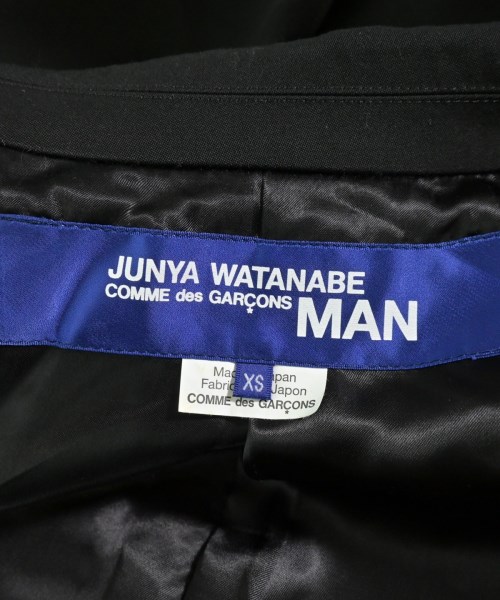 JUNYA WATANABE
COMME des GARÇONS
*
MAN
XS
Japan
Japon
COMME des GARÇONS